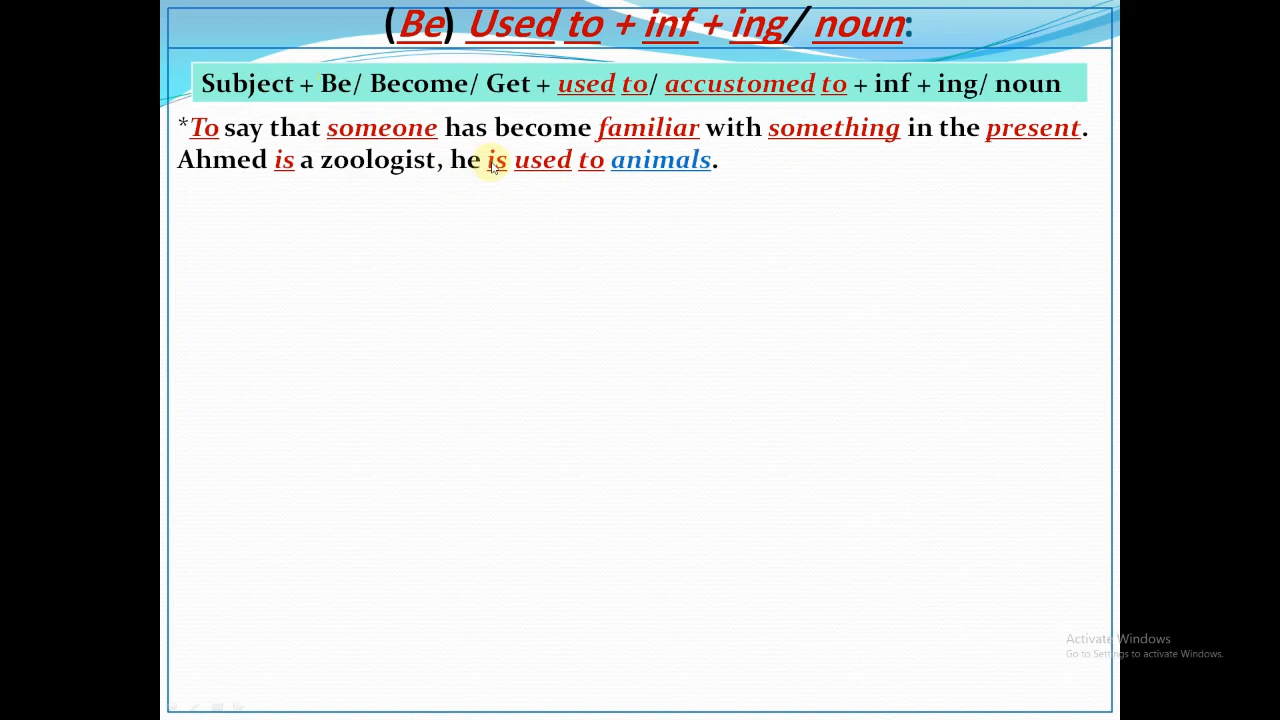 (Be) Used to + inf + ing/ noun:
Subject + Be/ Become/ Get + used to/ accustomed to + inf + ing/ noun
*To say that someone has become familiar with something in the present.
Ahmed is a zoologist, he is used to animals.
Activate Windows
Go to Settings to activate Windows.